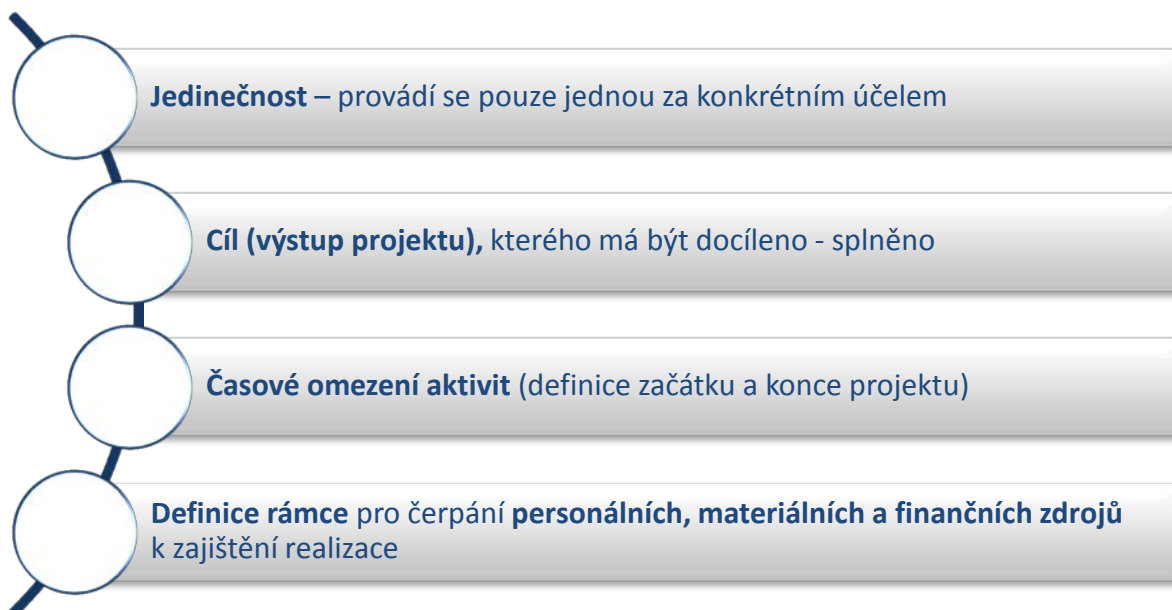 Jedinečnost – provádí se pouze jednou za konkrétním účelem
Cíl (výstup projektu), kterého má být docíleno - splněno
Časové omezení aktivit (definice začátku a konce projektu)
Definice rámce pro čerpání personálních, materiálních a finančních zdrojů
k zajištění realizace